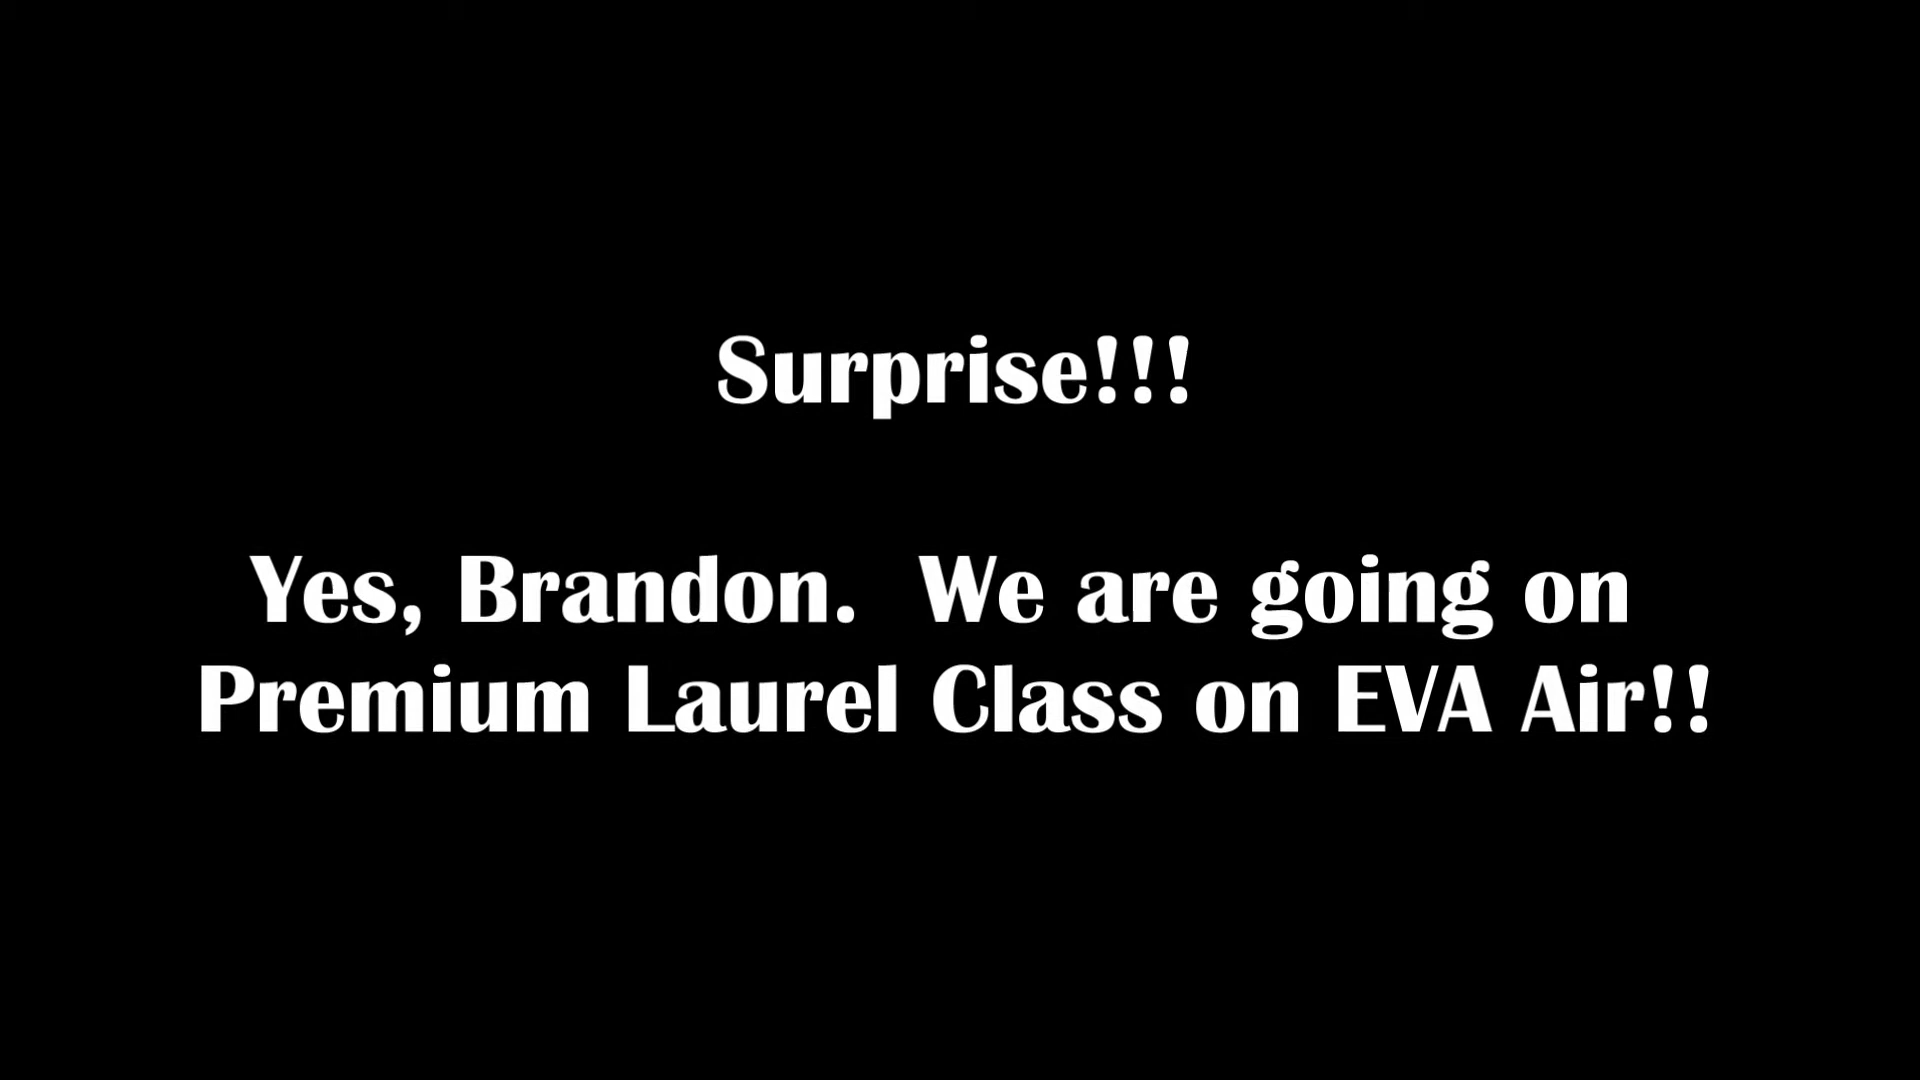 Surprise!!!
Yes, Brandon.  We are going on
Premium Laurel Class on EVA Air!!